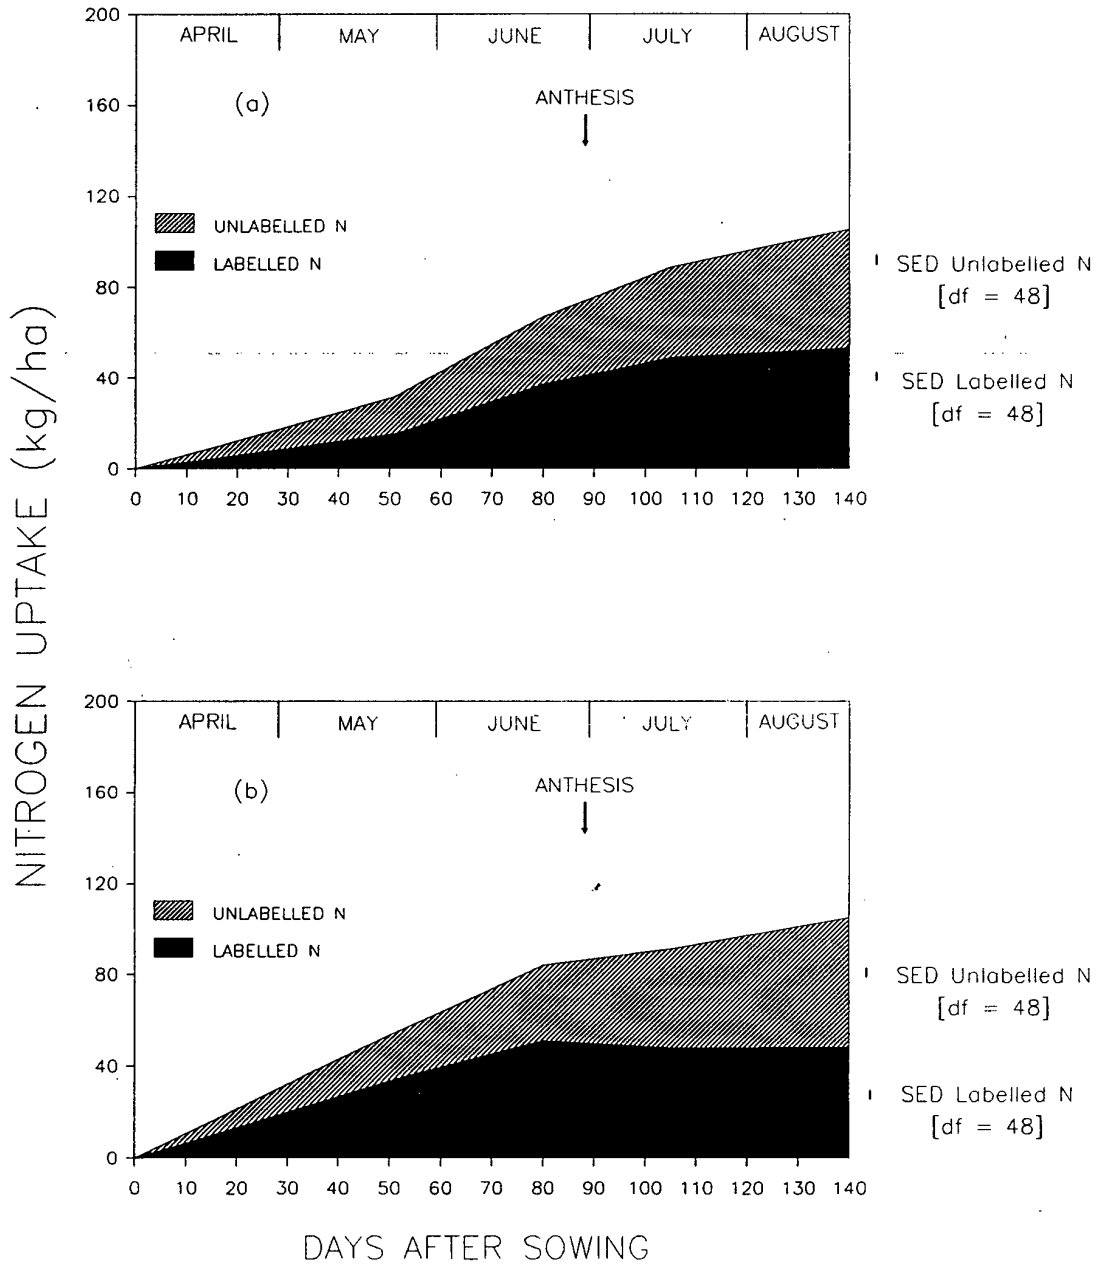 NITROGEN UPTAKE (kg/ha)
200
APRIL MAY JUNE JULY AUGUST
160
(a)
ANTHESIS
120
UNLABELLED N
LABELLED N
80
SED Unlabelled N
[df = 48]
40
SED Labelled N
[df = 48]
0
0 10 20 30 40 50 60 70 80 90 100 110 120 130 140
200
APRIL MAY JUNE JULY AUGUST
160
(b)
ANTHESIS
120
UNLABELLED N
LABELLED N
80
SED Unlabelled N
[df = 48]
40
SED Labelled N
[df = 48]
0
0 10 20 30 40 50 60 70 80 90 100 110 120 130 140
DAYS AFTER SOWING